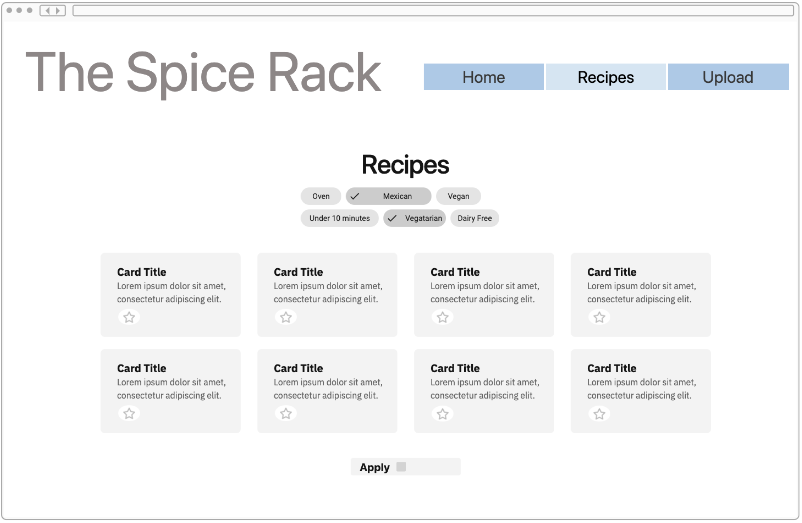 The Spice Rack
Home Recipes Upload
Recipes
Oven Mexican Vegan
Under 10 minutes Vegatarian Dairy Free
Card Title
Lorem ipsum dolor sit amet,
consectetur adipiscing elit.
Card Title
Lorem ipsum dolor sit amet,
consectetur adipiscing elit.
Card Title
Lorem ipsum dolor sit amet,
consectetur adipiscing elit.
Card Title
Lorem ipsum dolor sit amet,
consectetur adipiscing elit.
Card Title
Lorem ipsum dolor sit amet,
consectetur adipiscing elit.
Card Title
Lorem ipsum dolor sit amet,
consectetur adipiscing elit.
Card Title
Lorem ipsum dolor sit amet,
consectetur adipiscing elit.
Card Title
Lorem ipsum dolor sit amet,
consectetur adipiscing elit.
Apply